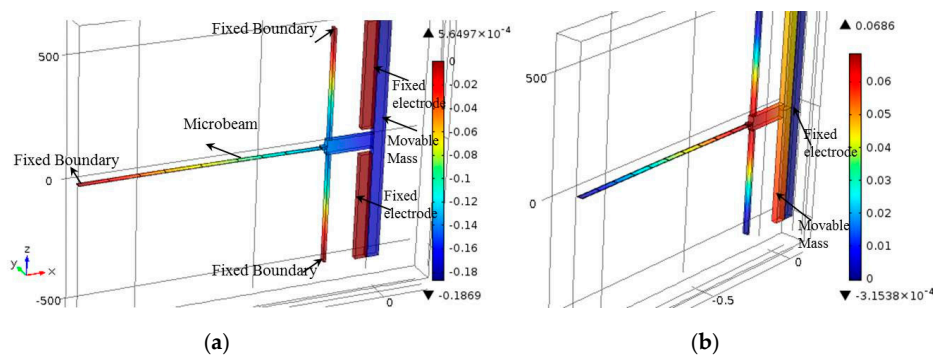 Fixed Boundary
▲ 5.6497×10⁻⁴
500
Fixed
electrode
Microbeam
Movable
Mass
Fixed Boundary
0
Fixed
electrode
z
y
x
Fixed Boundary
-500
0
0
-0.02
-0.04
-0.06
-0.08
-0.1
-0.12
-0.14
-0.16
-0.18
▼ -0.1869
(a)
▲ 0.0686
500
Fixed
electrode
0
Movable
Mass
0
-0.5
0.06
0.05
0.04
0.03
0.02
0.01
0
▼ -3.1538×10⁻⁴
(b)